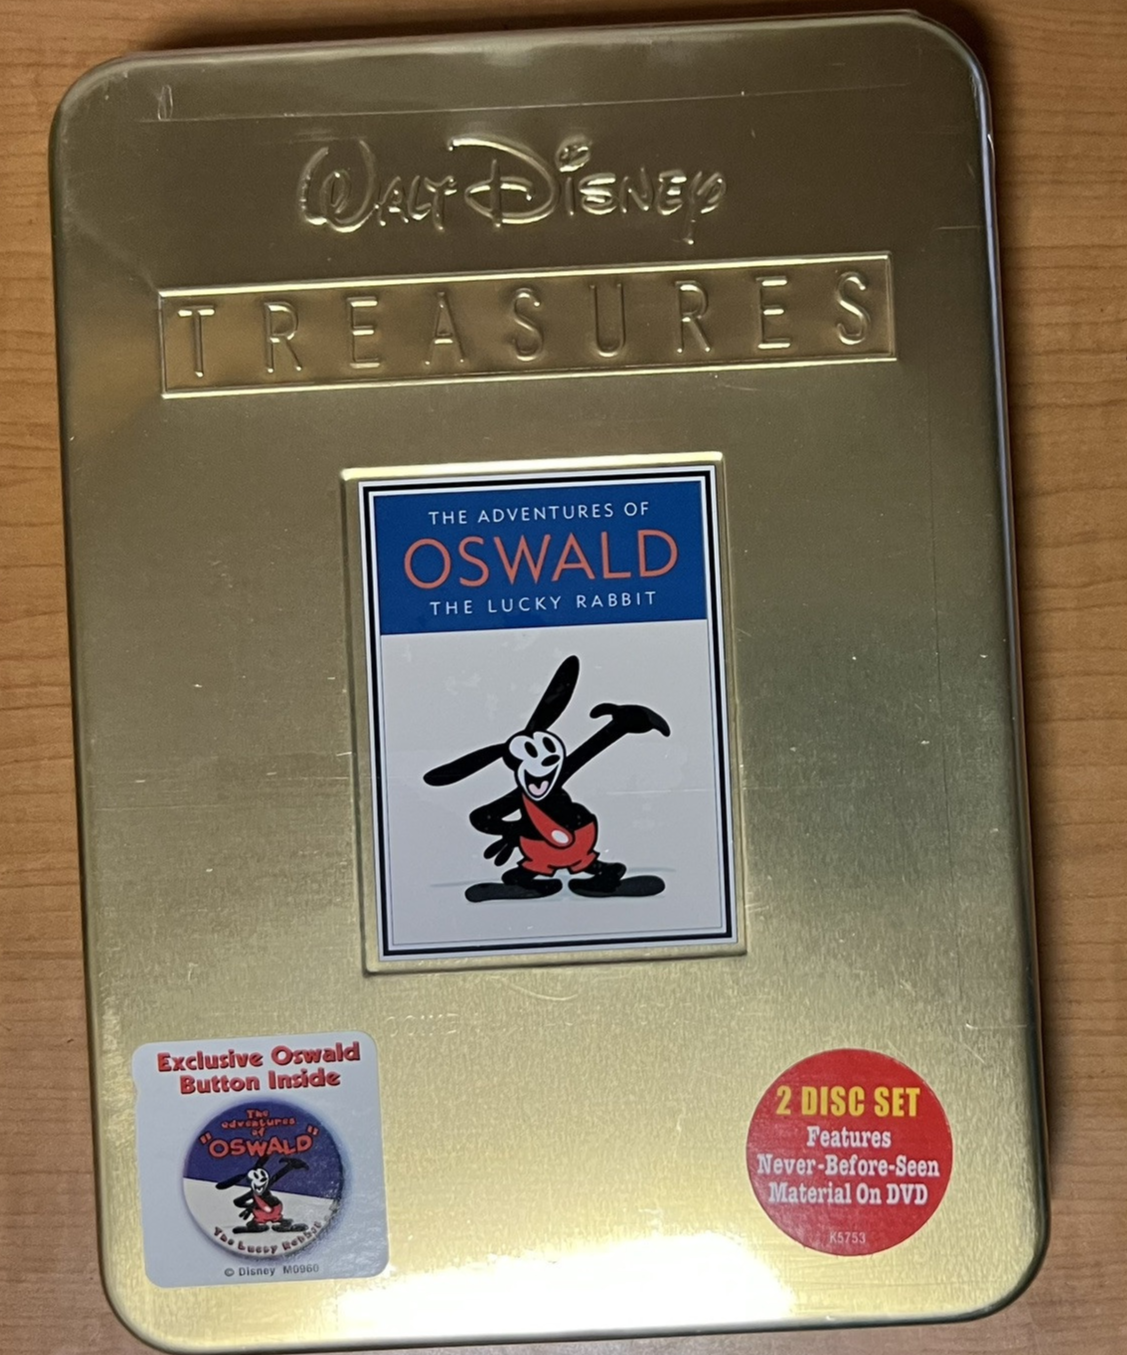 WALT DISNEY
TREASURES
THE ADVENTURES OF
OSWALD
THE LUCKY RABBIT
Exclusive Oswald
Button Inside
The
adventures
of
"OSWALD"
The Lucky Rabbit
© Disney M0960
2 DISC SET
Features
Never-Before-Seen
Material On DVD
K5753